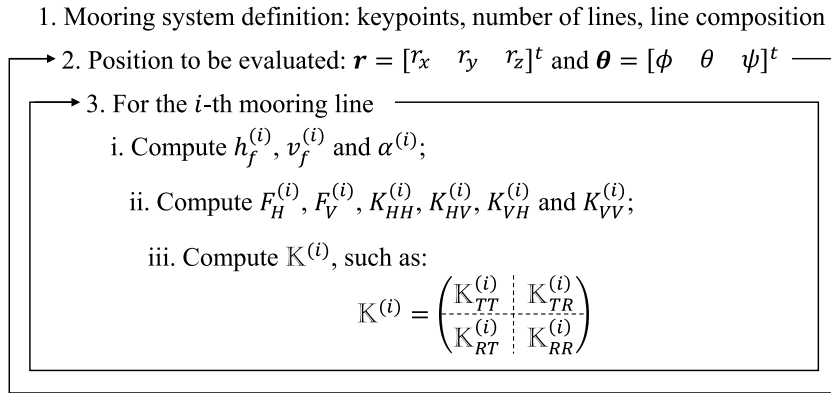 1. Mooring system definition: keypoints, number of lines, line composition
2. Position to be evaluated: 𝒓 = [r_x r_y r_z]^t and 𝜽 = [ϕ θ ψ]^t
3. For the i-th mooring line
i. Compute h_f^(i), v_f^(i) and α^(i);
ii. Compute F_H^(i), F_V^(i), K_HH^(i), K_HV^(i), K_VH^(i) and K_VV^(i);
iii. Compute 𝕂^(i), such as:
𝕂^(i) = ( 𝕂_TT^(i) 𝕂_TR^(i)
𝕂_RT^(i) 𝕂_RR^(i) )